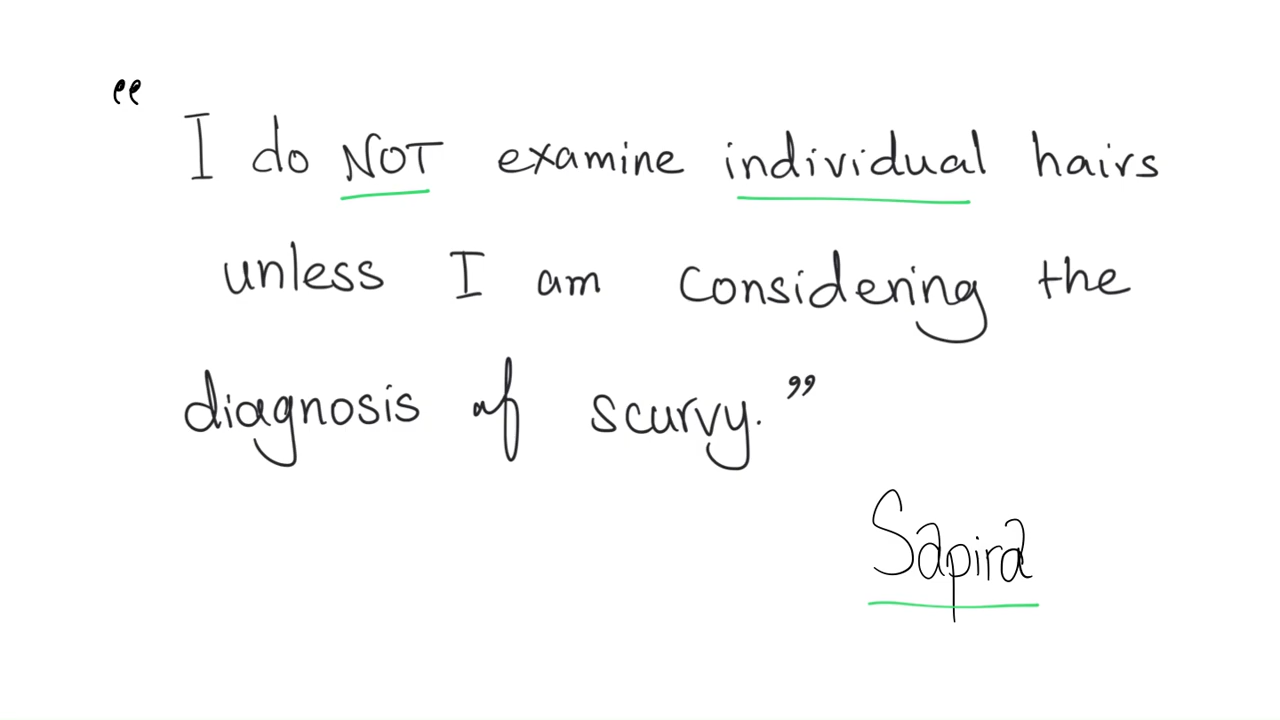 “ I do NOT examine individual hairs
unless I am considering the
diagnosis of scurvy.”
Sapira